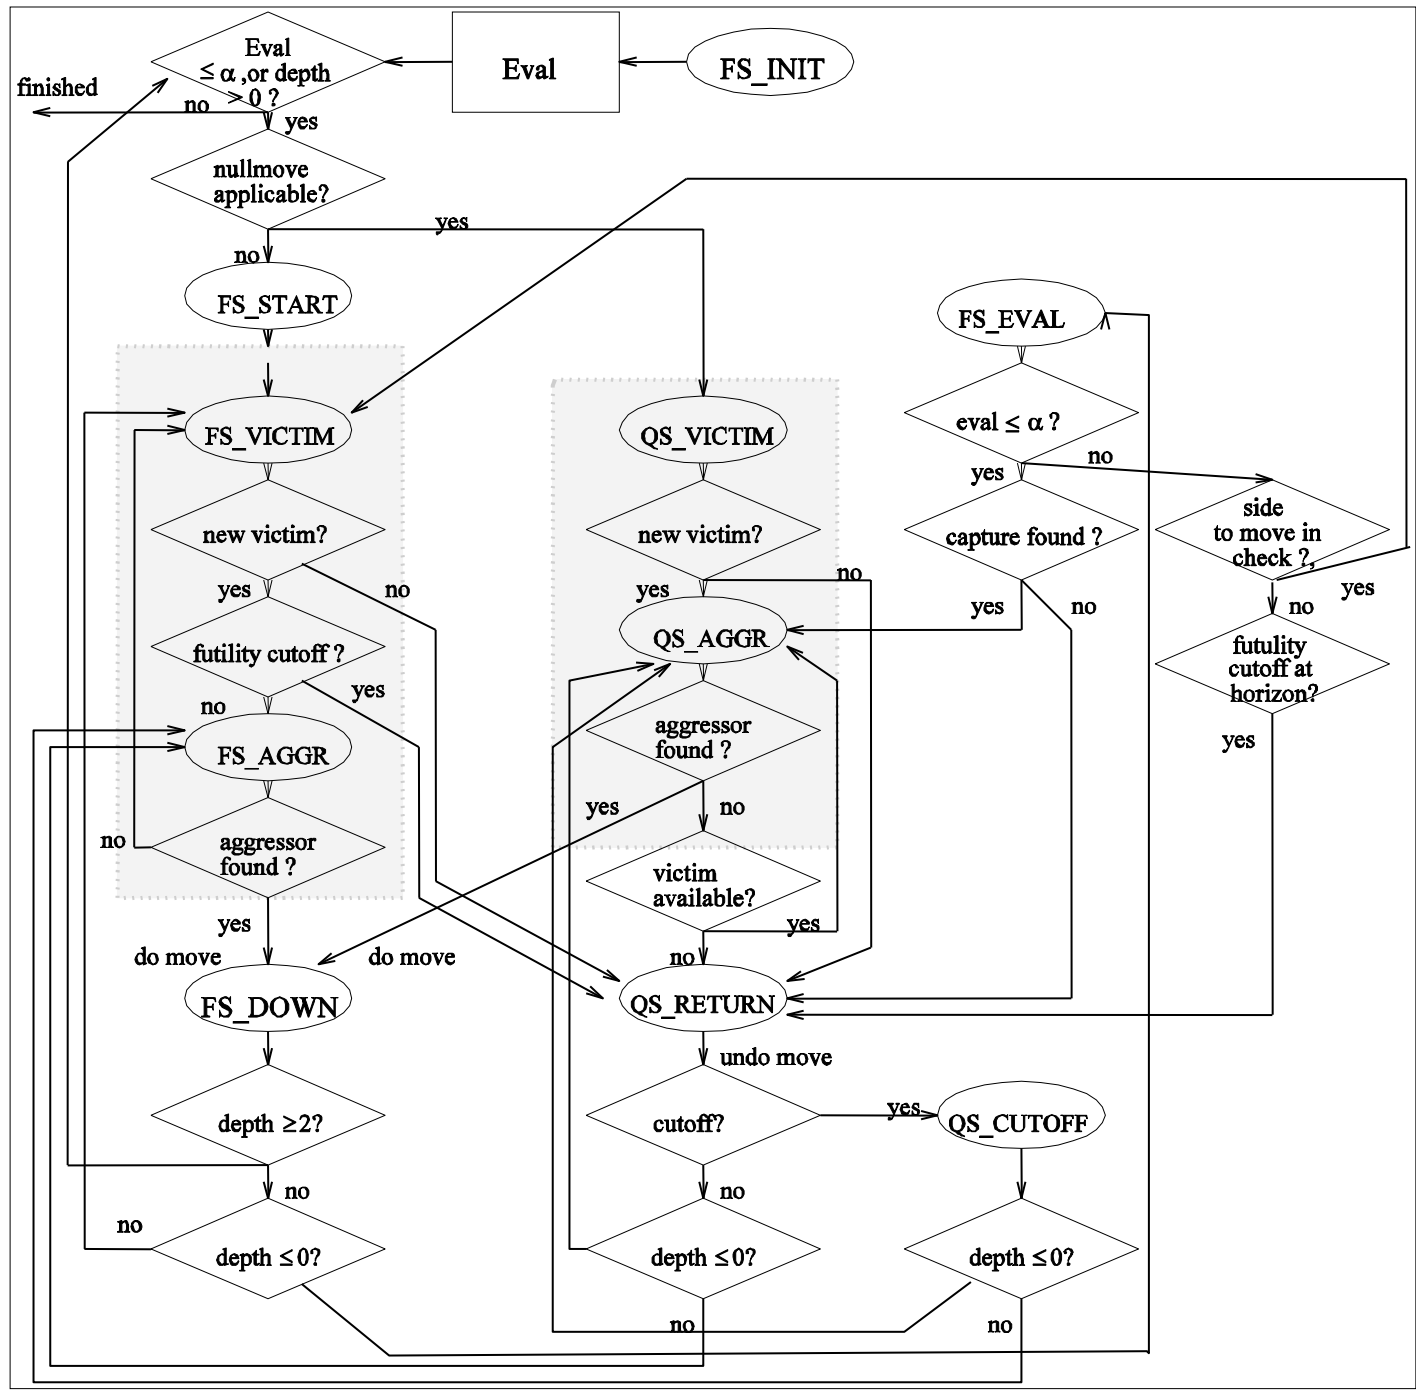 Eval
≤ α ,or depth
> 0 ?
Eval
FS_INIT
finished
no
yes
nullmove
applicable?
yes
no
FS_START
FS_EVAL
eval ≤ α ?
FS_VICTIM
QS_VICTIM
yes
no
new victim?
new victim?
capture found ?
side
to move in
check ?,
yes
no
yes
no
yes
no
yes
no
futility cutoff ?
QS_AGGR
futulity
cutoff at
horizon?
yes
no
FS_AGGR
aggressor
found ?
yes
yes
no
no
aggressor
found ?
victim
available?
yes
yes
do move
do move
no
FS_DOWN
QS_RETURN
undo move
depth ≥2?
cutoff?
yes
QS_CUTOFF
no
no
no
depth ≤0?
depth ≤0?
depth ≤0?
no
no